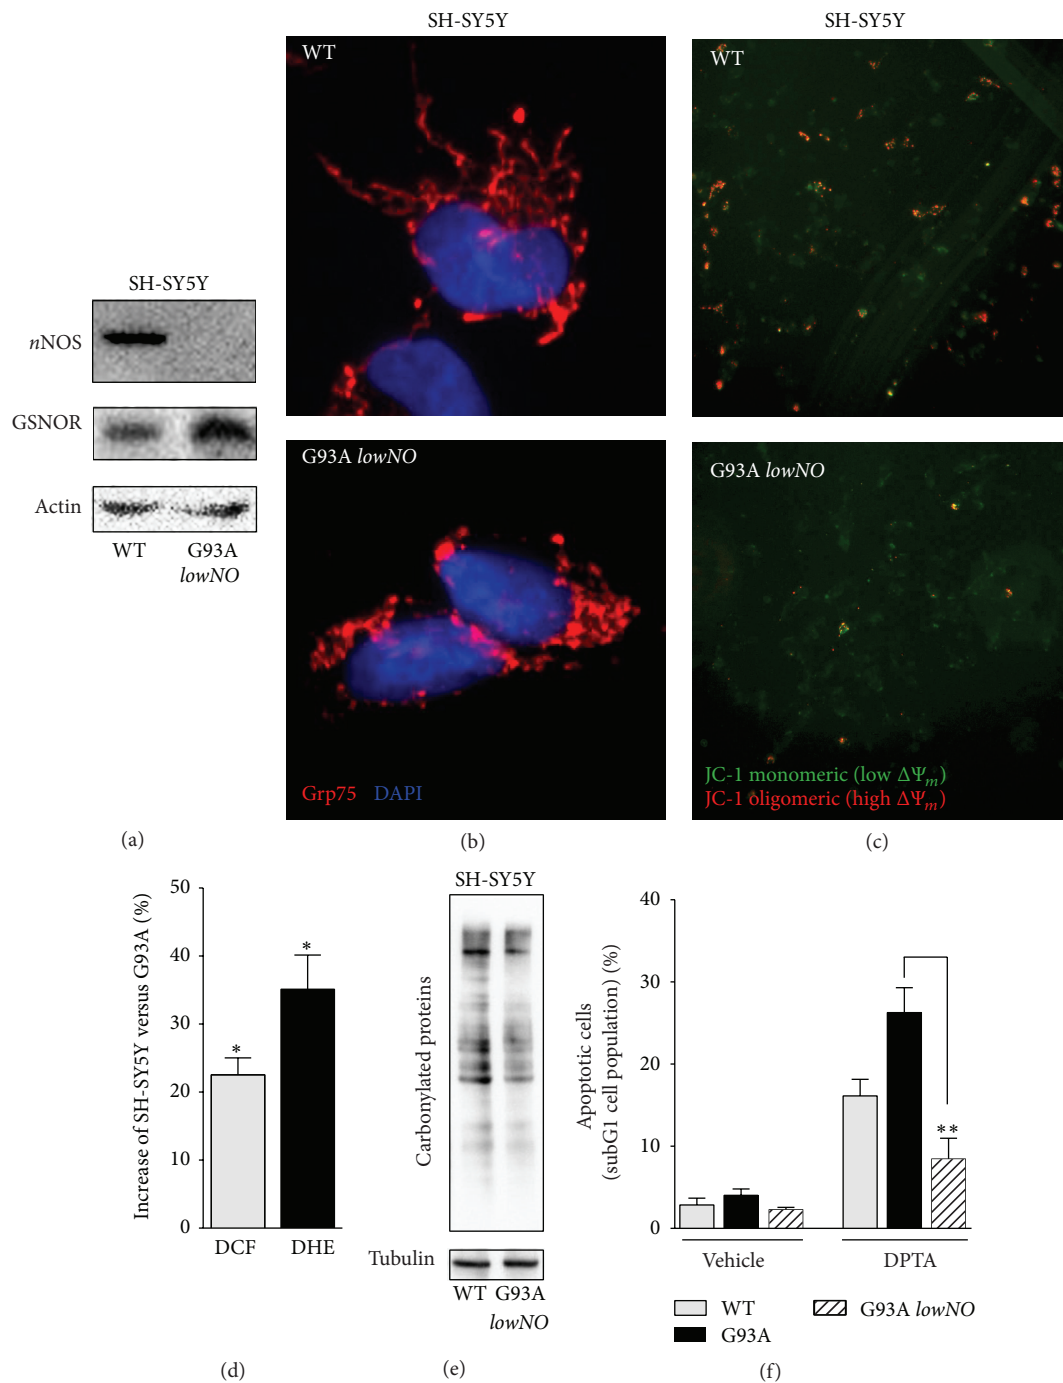 SH-SY5Y
nNOS
GSNOR
Actin
WT
G93A
lowNO
(a)
SH-SY5Y
WT
G93A lowNO
Grp75 DAPI
(b)
SH-SY5Y
WT
G93A lowNO
JC-1 monomeric (low ΔΨm)
JC-1 oligomeric (high ΔΨm)
(c)
Increase of SH-SY5Y versus G93A (%)
50
40
30
20
10
0
*
*
DCF DHE
(d)
SH-SY5Y
Carbonylated proteins
Tubulin
WT G93A
lowNO
(e)
Apoptotic cells
(subG1 cell population) (%)
40
30
20
10
0
**
Vehicle DPTA
WT
G93A
G93A lowNO
(f)